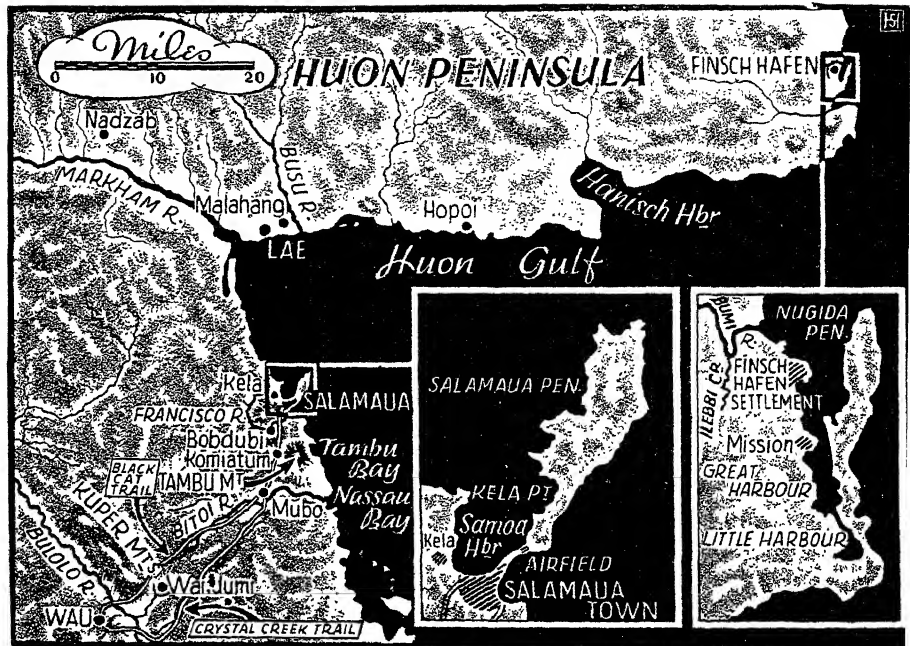 Miles
0 10 20
HUON PENINSULA
FINSCH HAFEN
HS
Nadzab
MARKHAM R.
BUSU R.
Malahang
LAE
Hopoi
Hanisch Hbr
Huon Gulf
Kela
SALAMAUA
FRANCISCO R.
Bobdubi
Komiatum
TAMBU MT
Tambu
Bay
BLACK
CAT TRAIL
KUPER MTS
BITOI R.
Mubo
Nassau
Bay
BULOLO R.
Wai Jumi
WAU
CRYSTAL CREEK TRAIL
SALAMAUA PEN.
KELA PT
Samoa
Hbr
Kela
AIRFIELD
SALAMAUA
TOWN
NUGIDA
PEN.
BUMI R.
ILEBBI CR.
FINSCH
HAFEN
SETTLEMENT
Mission
GREAT
HARBOUR
LITTLE HARBOUR